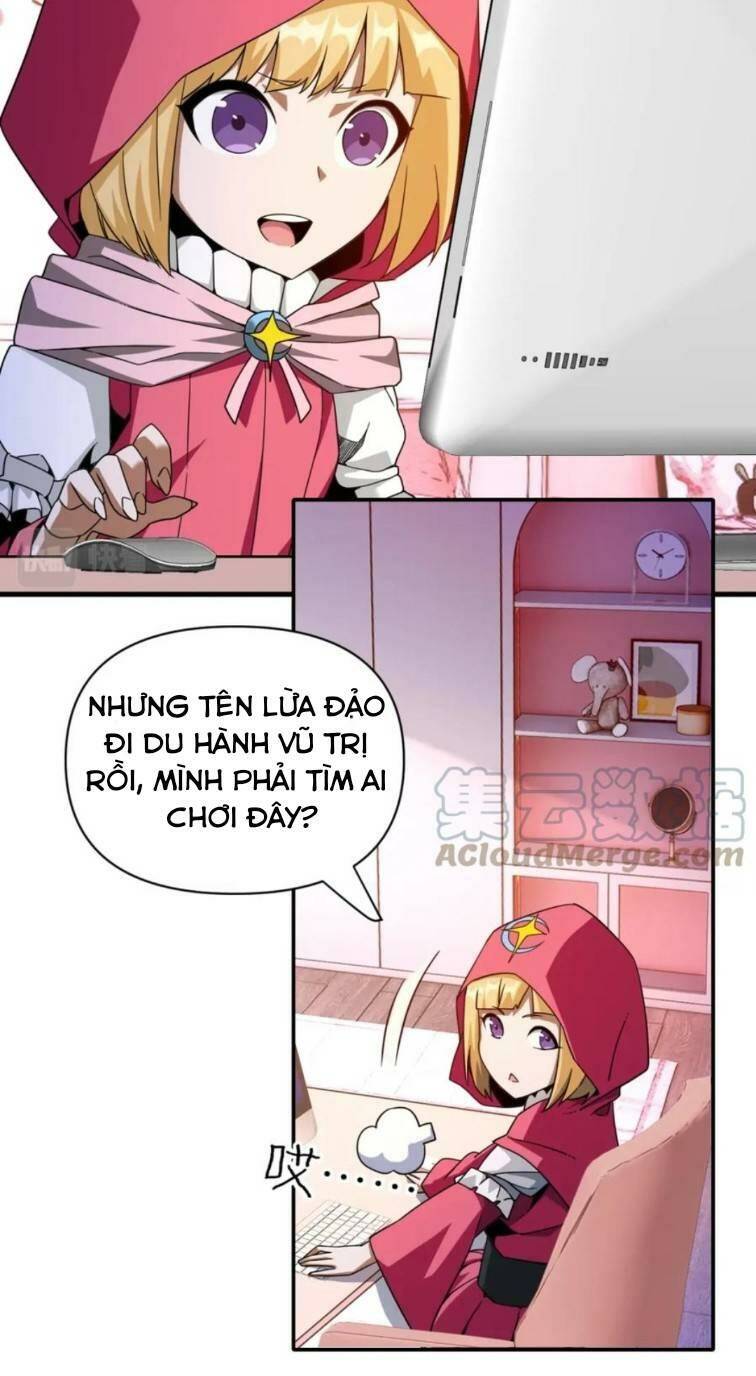 NHƯNG TÊN LỪA ĐẢO
ĐI DU HÀNH VŨ TRỊ
RỒI, MÌNH PHẢI TÌM AI
CHƠI ĐÂY?
集云数据
AcloudMerge.com
哎......